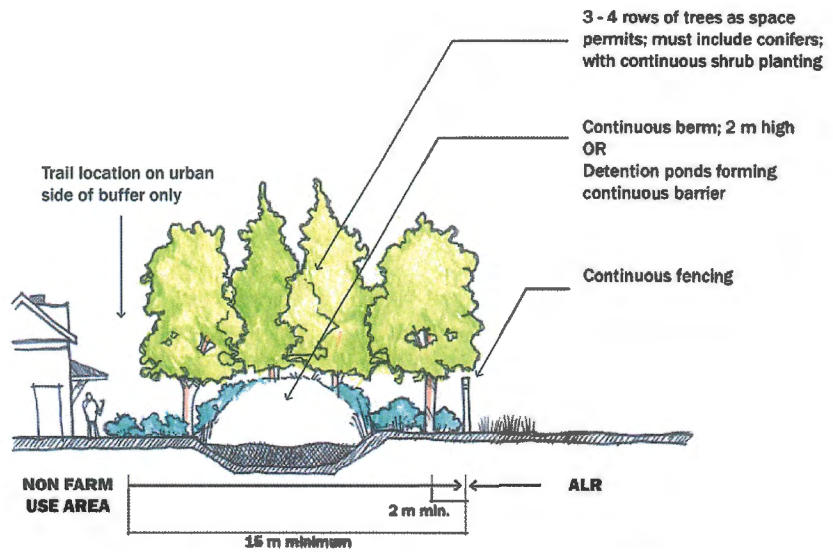 3 - 4 rows of trees as space
permits; must include conifers;
with continuous shrub planting
Continuous berm; 2 m high
OR
Detention ponds forming
continuous barrier
Trail location on urban
side of buffer only
Continuous fencing
NON FARM
USE AREA
ALR
2 m min.
15 m minimum